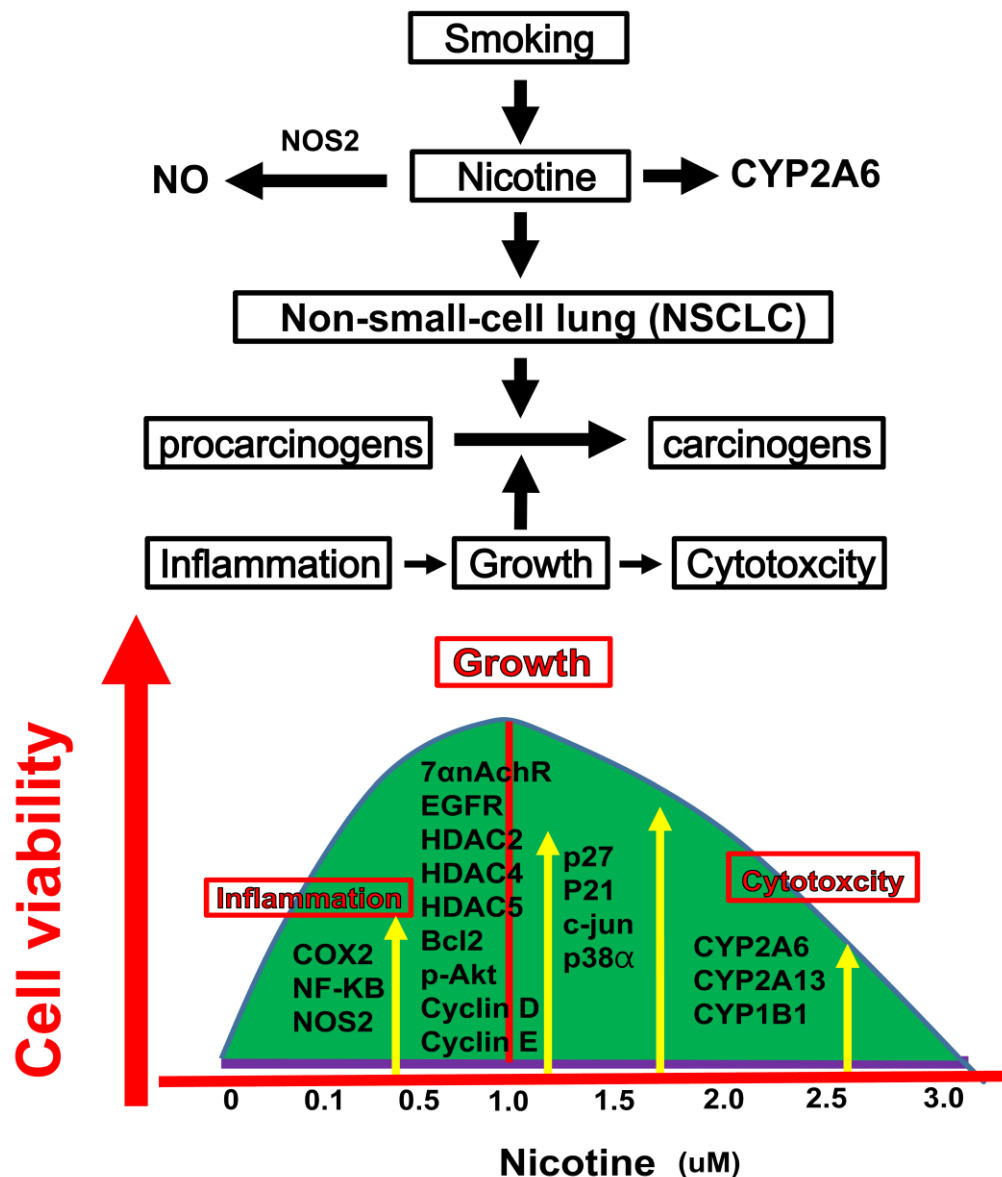 Smoking
NOS2
NO
Nicotine
CYP2A6
Non-small-cell lung (NSCLC)
procarcinogens
carcinogens
Inflammation
Growth
Cytotoxcity
Growth
Cell viability
7αnAchR
EGFR
HDAC2
HDAC4
HDAC5
Bcl2
p-Akt
Cyclin D
Cyclin E
Inflammation
COX2
NF-KB
NOS2
p27
P21
c-jun
p38α
Cytotoxcity
CYP2A6
CYP2A13
CYP1B1
0 0.1 0.5 1.0 1.5 2.0 2.5 3.0
Nicotine (uM)